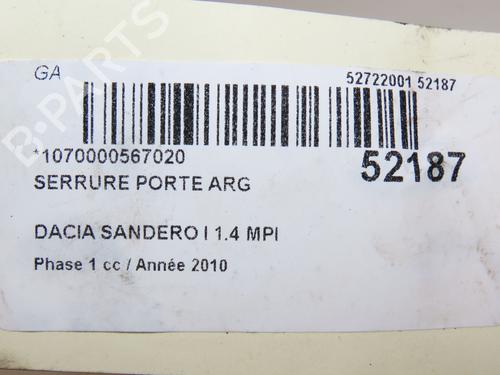 GA
52722001 52187
*1070000567020
52187
SERRURE PORTE ARG
DACIA SANDERO I 1.4 MPI
Phase 1 cc / Année 2010
B-PARTS